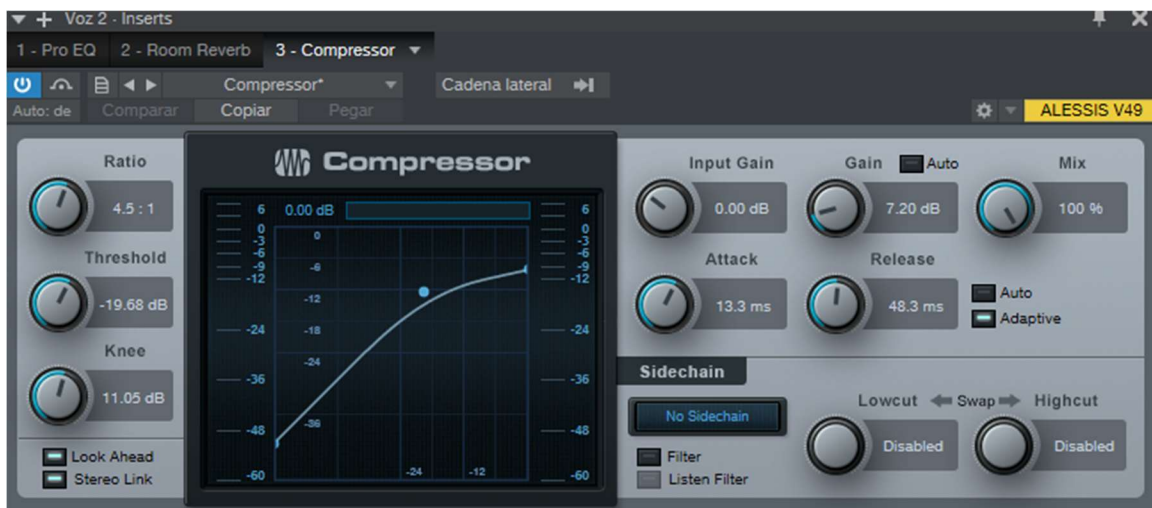 Voz 2 - Inserts
1 - Pro EQ 2 - Room Reverb 3 - Compressor
Compressor* Cadena lateral
Auto: de Comparar Copiar Pegar ALESSIS V49
Compressor
Ratio
4.5 : 1
Threshold
-19.68 dB
Knee
11.05 dB
Look Ahead
Stereo Link
6 0.00 dB 6
0 0 0
-3 -3
-6 -6
-9 -6 -9
-12 -12
-12
-24 -18 -24
-24
-36 -36
-36
-48 -48
-24 -12
-60 -60
Input Gain Gain Auto Mix
0.00 dB 7.20 dB 100 %
Attack Release
13.3 ms 48.3 ms
Auto
Adaptive
Sidechain
No Sidechain
Filter
Listen Filter
Lowcut Swap Highcut
Disabled Disabled